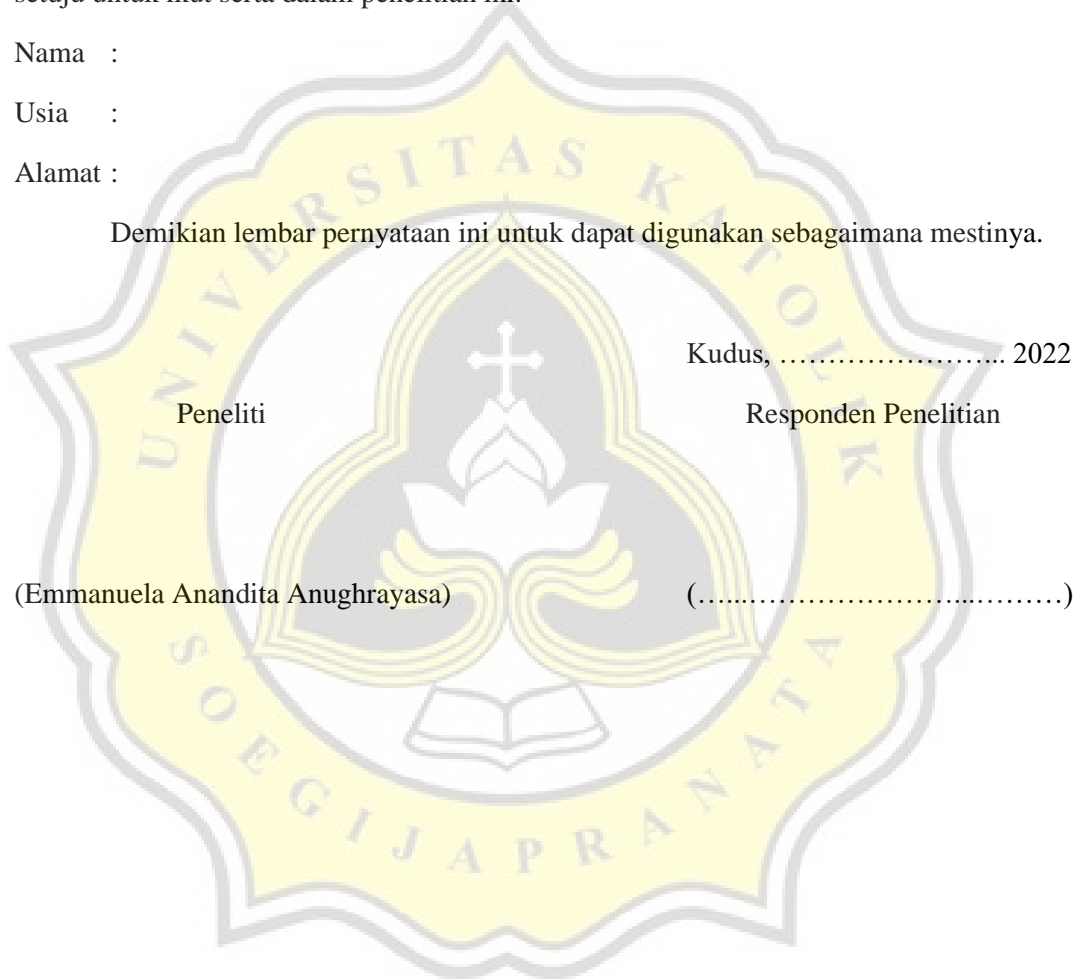 setuju untuk ikut serta dalam penelitian ini.
Nama :
Usia :
Alamat :
Demikian lembar pernyataan ini untuk dapat digunakan sebagaimana mestinya.
Kudus, ………………….. 2022
Peneliti Responden Penelitian
(Emmanuela Anandita Anughrayasa) (…..……………………...………)
UNIVERSITAS KATOLIK
SOEGIJAPRANATA